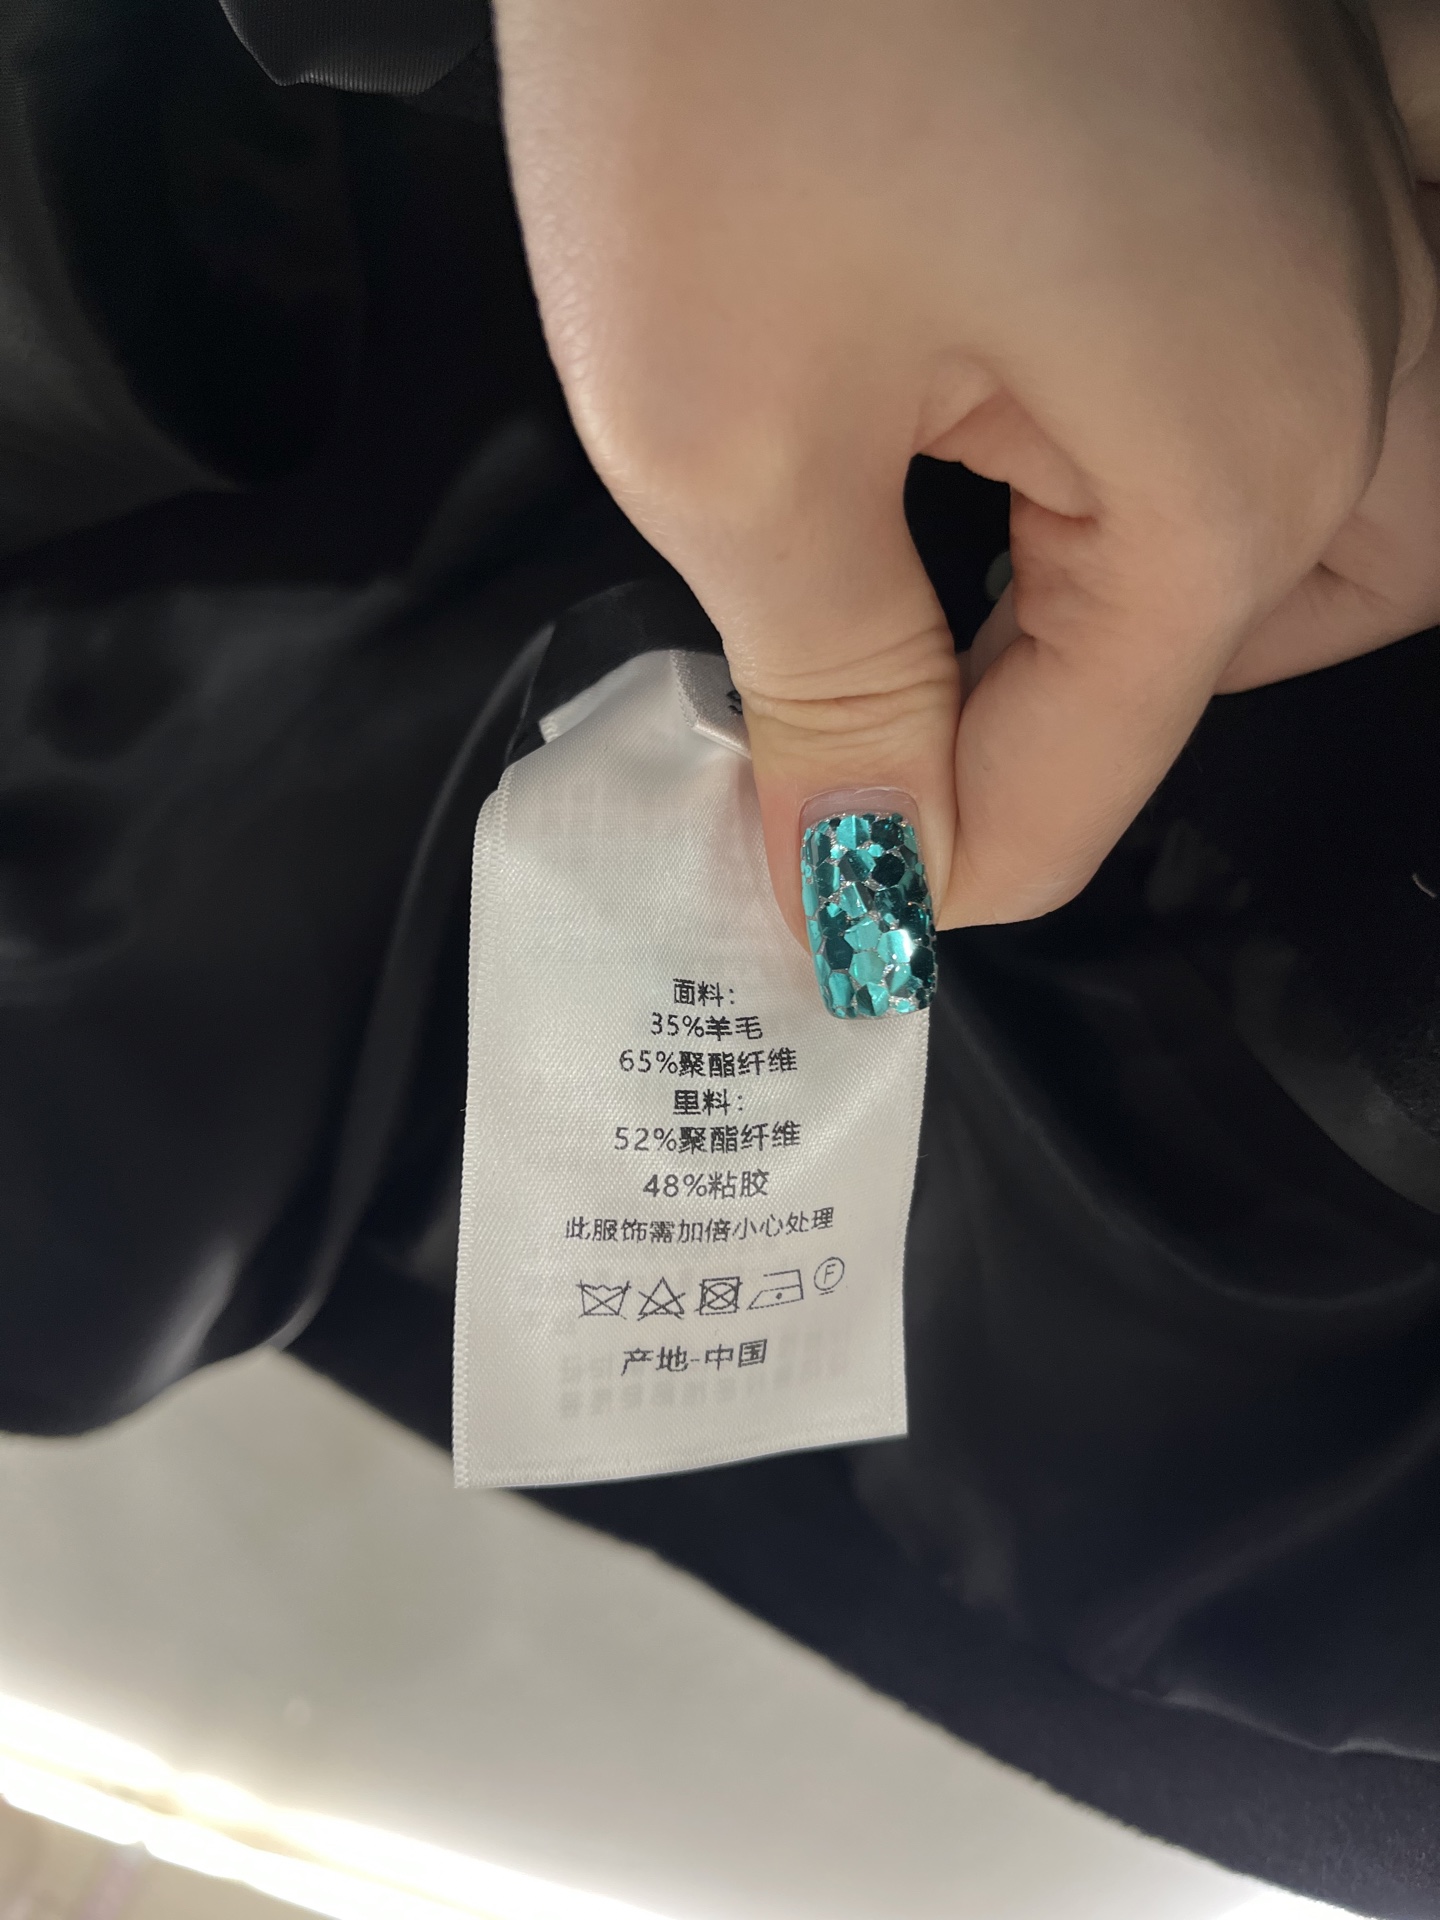 面料：
35%羊毛
65%聚酯纤维
里料：
52%聚酯纤维
48%粘胶
此服饰需加倍小心处理
F
产地-中国